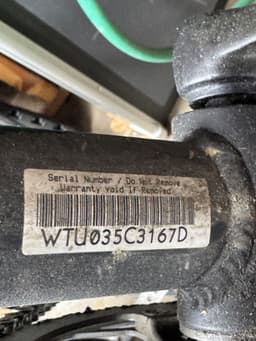 Serial Number / Do Not Remove
Warranty void if Removed.
WTU035C3167D